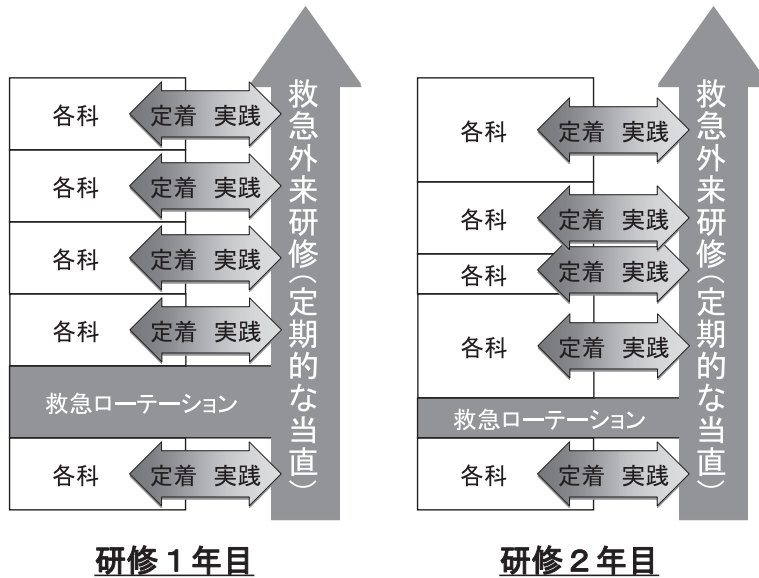 各科
定着 実践
各科
定着 実践
各科
定着 実践
各科
定着 実践
救急ローテーション
各科
定着 実践
救急外来研修(定期的な当直)
研修1年目
各科
定着 実践
各科
定着 実践
各科
定着 実践
各科
定着 実践
救急ローテーション
各科
定着 実践
救急外来研修(定期的な当直)
研修2年目